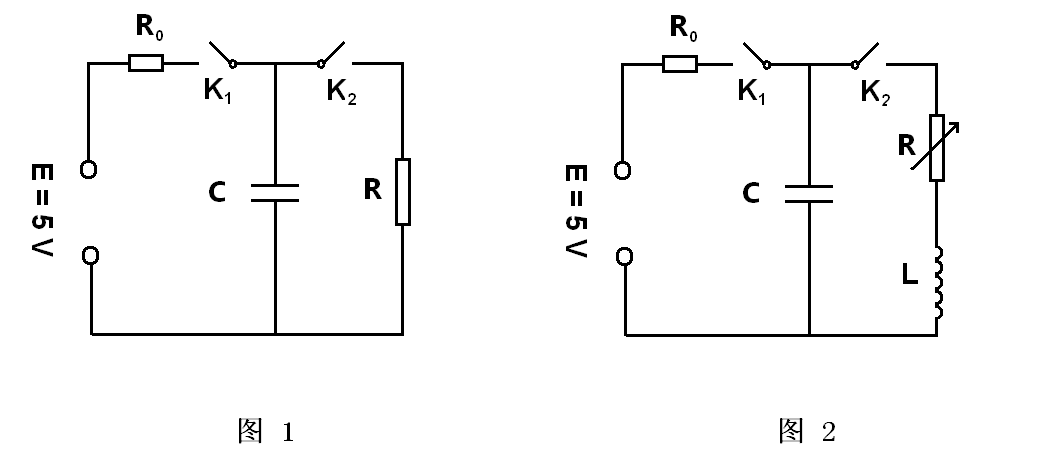 R₀
K₁
K₂
E = 5 V
C
R
图 1
R₀
K₁
K₂
E = 5 V
C
R
L
图 2